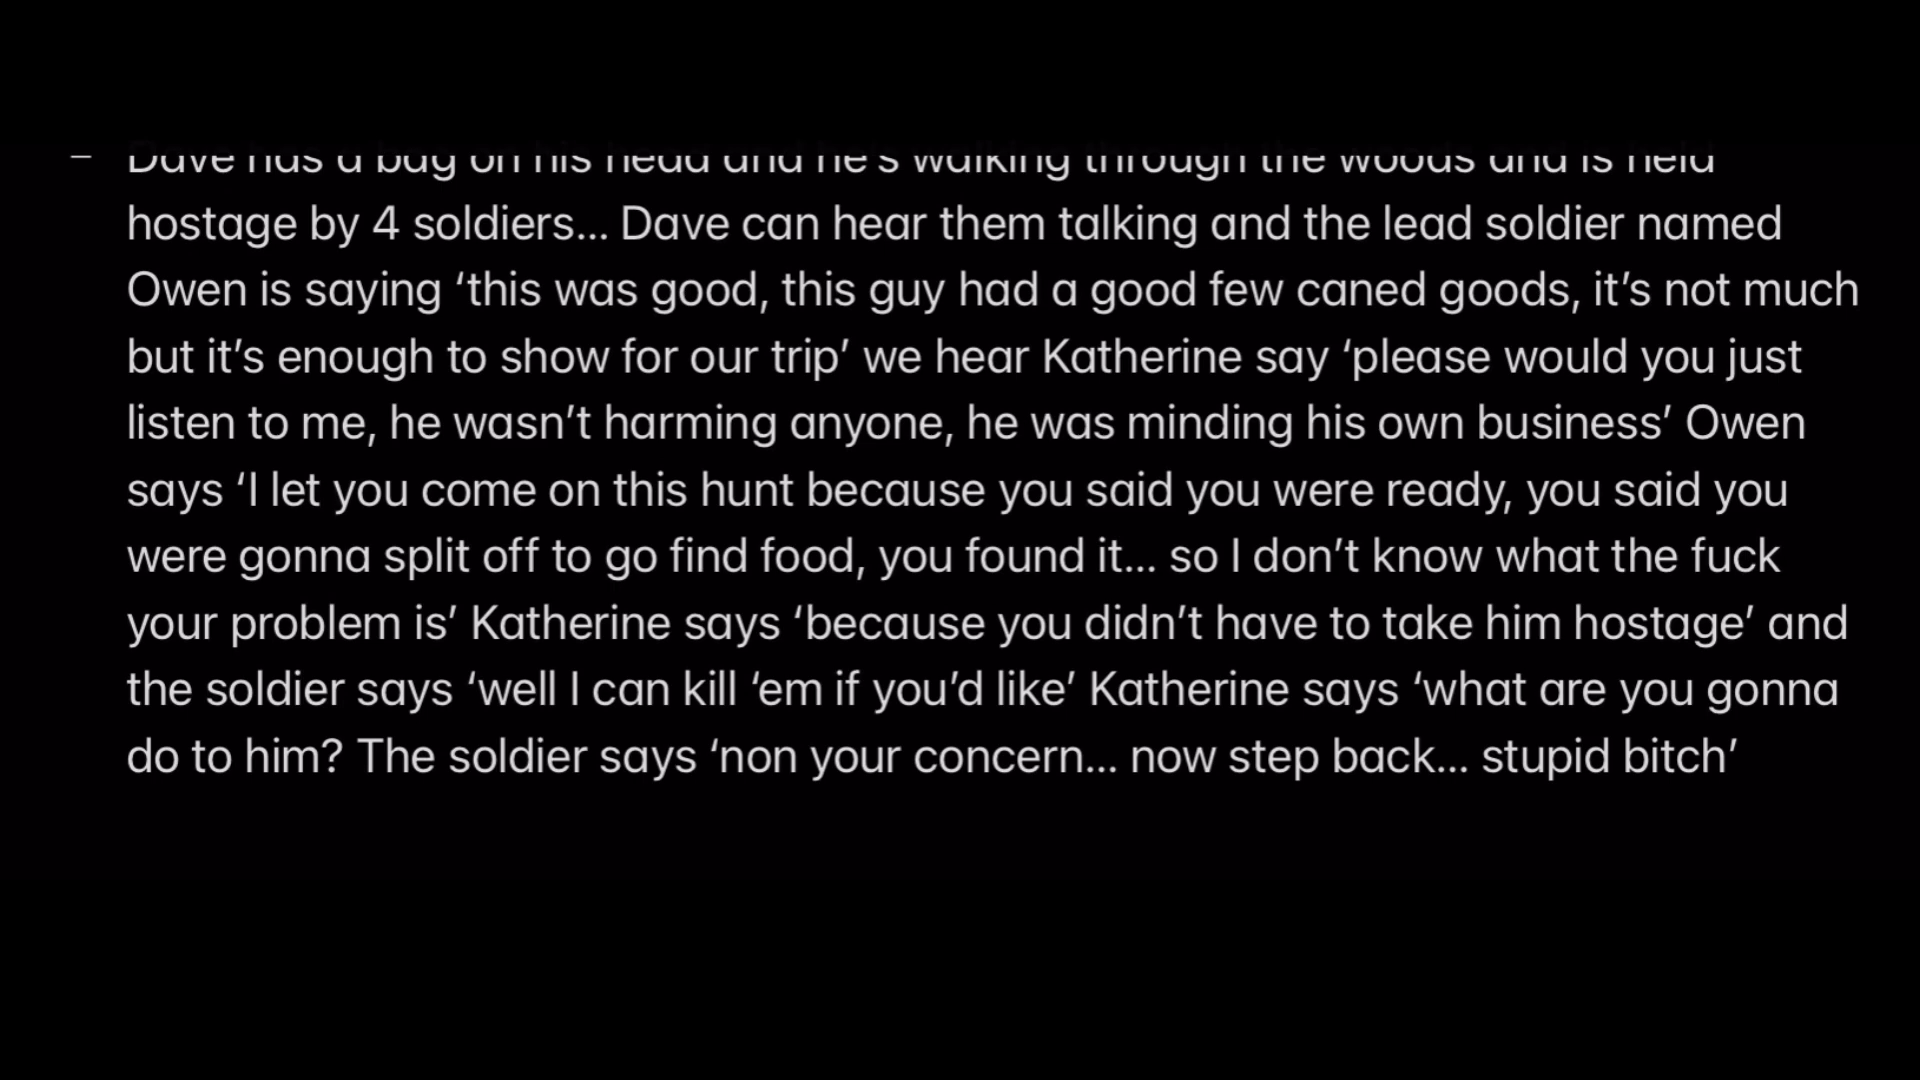 – Dave has a bag on his head and he's walking through the woods and is held
hostage by 4 soldiers... Dave can hear them talking and the lead soldier named
Owen is saying ‘this was good, this guy had a good few caned goods, it’s not much
but it’s enough to show for our trip’ we hear Katherine say ‘please would you just
listen to me, he wasn’t harming anyone, he was minding his own business’ Owen
says ‘I let you come on this hunt because you said you were ready, you said you
were gonna split off to go find food, you found it... so I don’t know what the fuck
your problem is’ Katherine says ‘because you didn’t have to take him hostage’ and
the soldier says ‘well I can kill ‘em if you’d like’ Katherine says ‘what are you gonna
do to him? The soldier says ‘non your concern... now step back... stupid bitch’